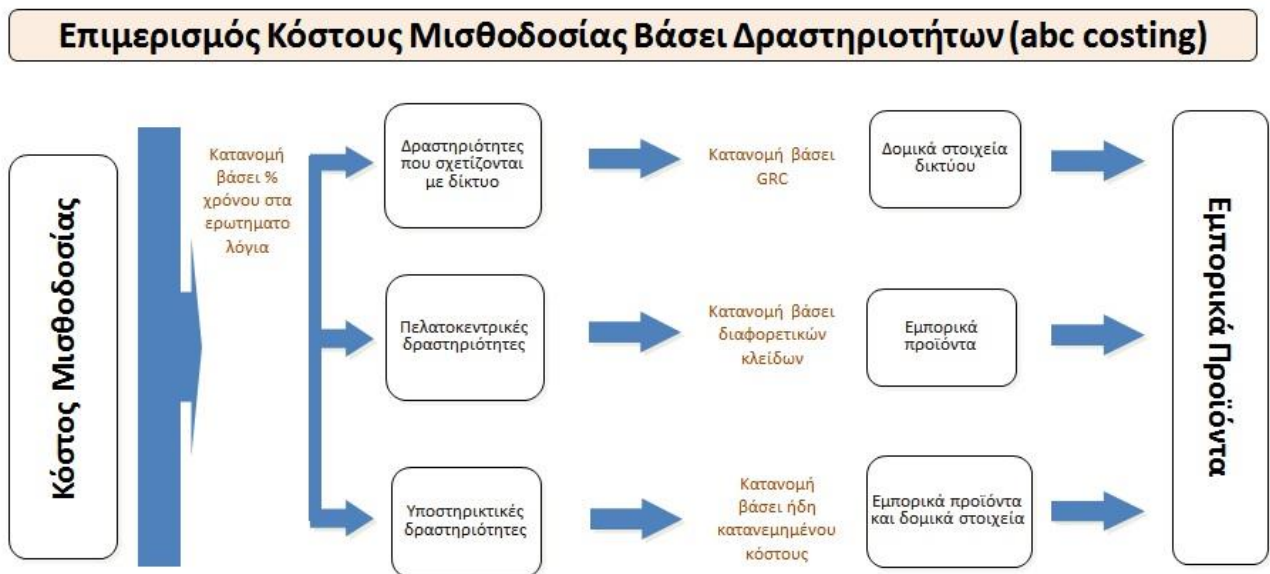 Επιμερισμός Κόστους Μισθοδοσίας Βάσει Δραστηριοτήτων (abc costing)
Κόστος Μισθοδοσίας
Κατανομή
βάσει %
χρόνου στα
ερωτηματο
λόγια
Δραστηριότητες
που σχετίζονται
με δίκτυο
Κατανομή βάσει
GRC
Δομικά στοιχεία
δικτύου
Πελατοκεντρικές
δραστηριότητες
Κατανομή βάσει
διαφορετικών
κλείδων
Εμπορικά
προϊόντα
Υποστηρικτικές
δραστηριότητες
Κατανομή
βάσει ήδη
κατανεμημένου
κόστους
Εμπορικά προϊόντα
και δομικά στοιχεία
Εμπορικά Προϊόντα